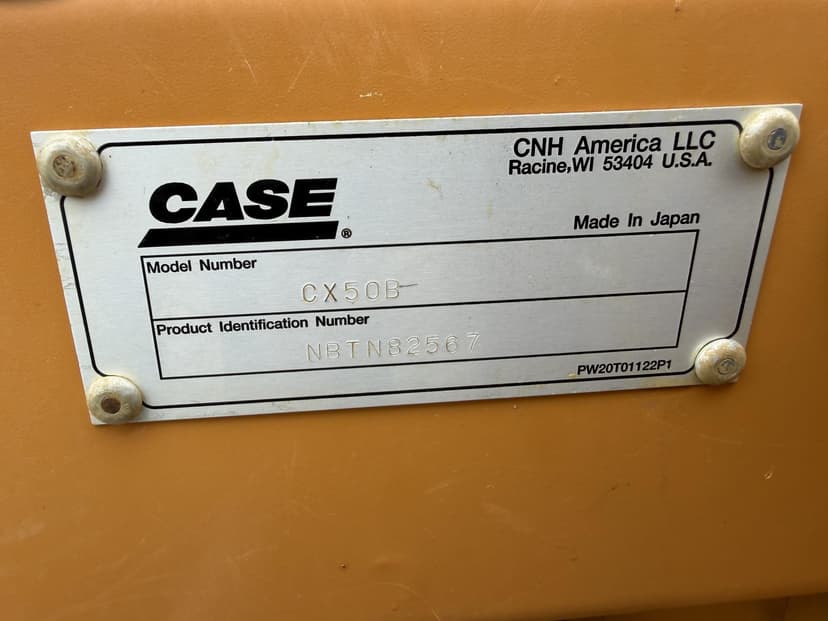 CNH America LLC
Racine,WI 53404 U.S.A.
CASE®
Made In Japan
Model Number
CX50B
Product Identification Number
NBTN82567
PW20T01122P1